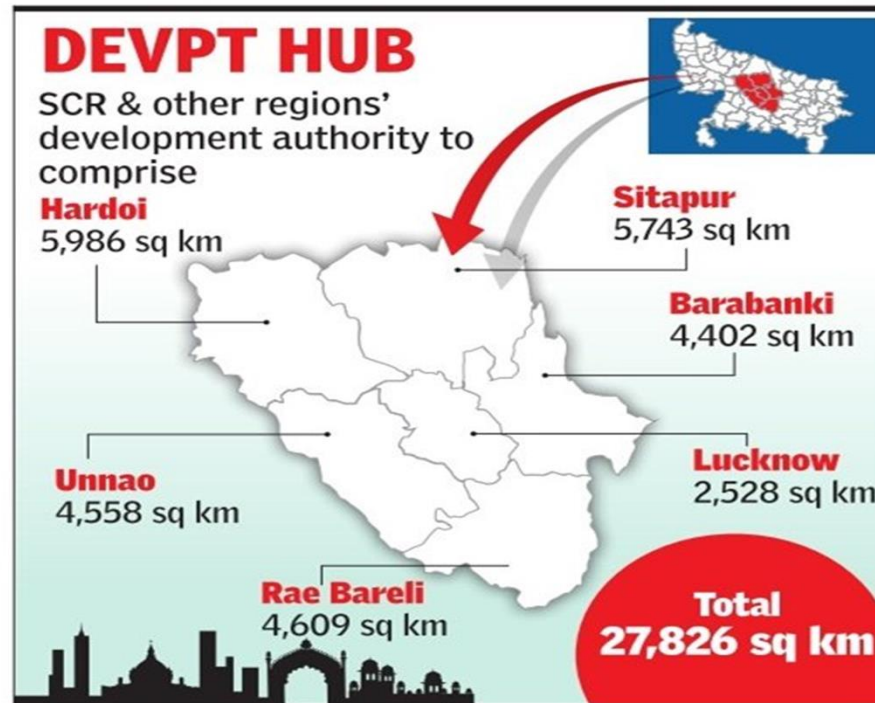 DEVPT HUB
SCR & other regions’
development authority to
comprise
Hardoi
5,986 sq km
Sitapur
5,743 sq km
Barabanki
4,402 sq km
Unnao
4,558 sq km
Lucknow
2,528 sq km
Rae Bareli
4,609 sq km
Total
27,826 sq km